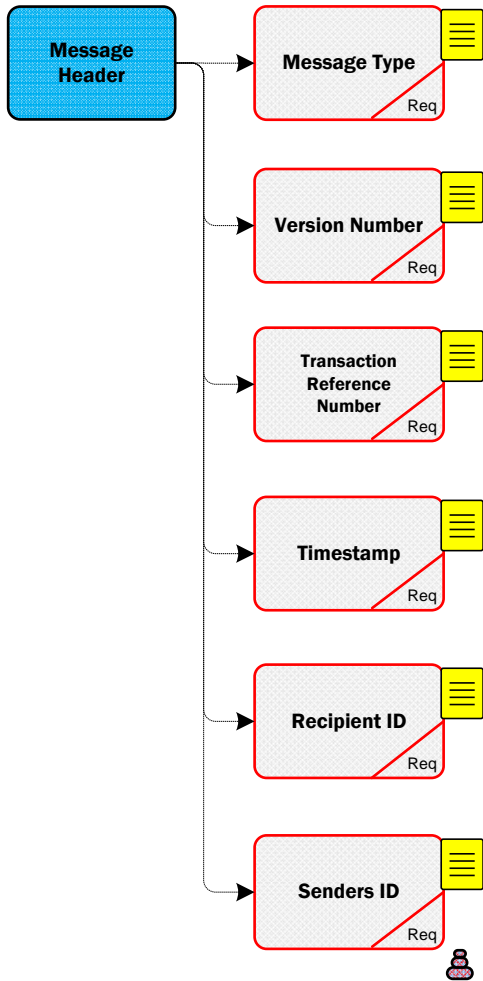 Message
Header
Message Type
Req
Version Number
Req
Transaction
Reference
Number
Req
Timestamp
Req
Recipient ID
Req
Senders ID
Req